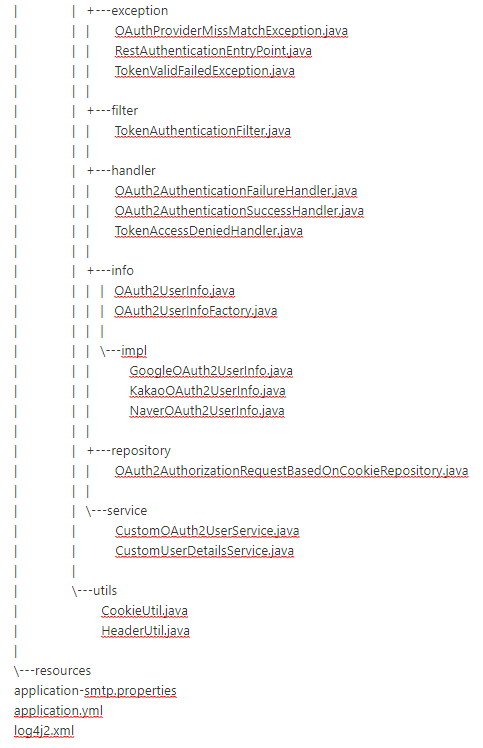 |               |   +---exception
|               |   |       OAuthProviderMissMatchException.java
|               |   |       RestAuthenticationEntryPoint.java
|               |   |       TokenValidFailedException.java
|               |   |
|               |   +---filter
|               |   |       TokenAuthenticationFilter.java
|               |   |
|               |   +---handler
|               |   |       OAuth2AuthenticationFailureHandler.java
|               |   |       OAuth2AuthenticationSuccessHandler.java
|               |   |       TokenAccessDeniedHandler.java
|               |   |
|               |   +---info
|               |   |   |   OAuth2UserInfo.java
|               |   |   |   OAuth2UserInfoFactory.java
|               |   |   |
|               |   |   \---impl
|               |   |           GoogleOAuth2UserInfo.java
|               |   |           KakaoOAuth2UserInfo.java
|               |   |           NaverOAuth2UserInfo.java
|               |   |
|               |   +---repository
|               |   |       OAuth2AuthorizationRequestBasedOnCookieRepository.java
|               |   |
|               |   \---service
|               |           CustomOAuth2UserService.java
|               |           CustomUserDetailsService.java
|               |
|               \---utils
|                       CookieUtil.java
|                       HeaderUtil.java
|
\---resources
application-smtp.properties
application.yml
log4j2.xml